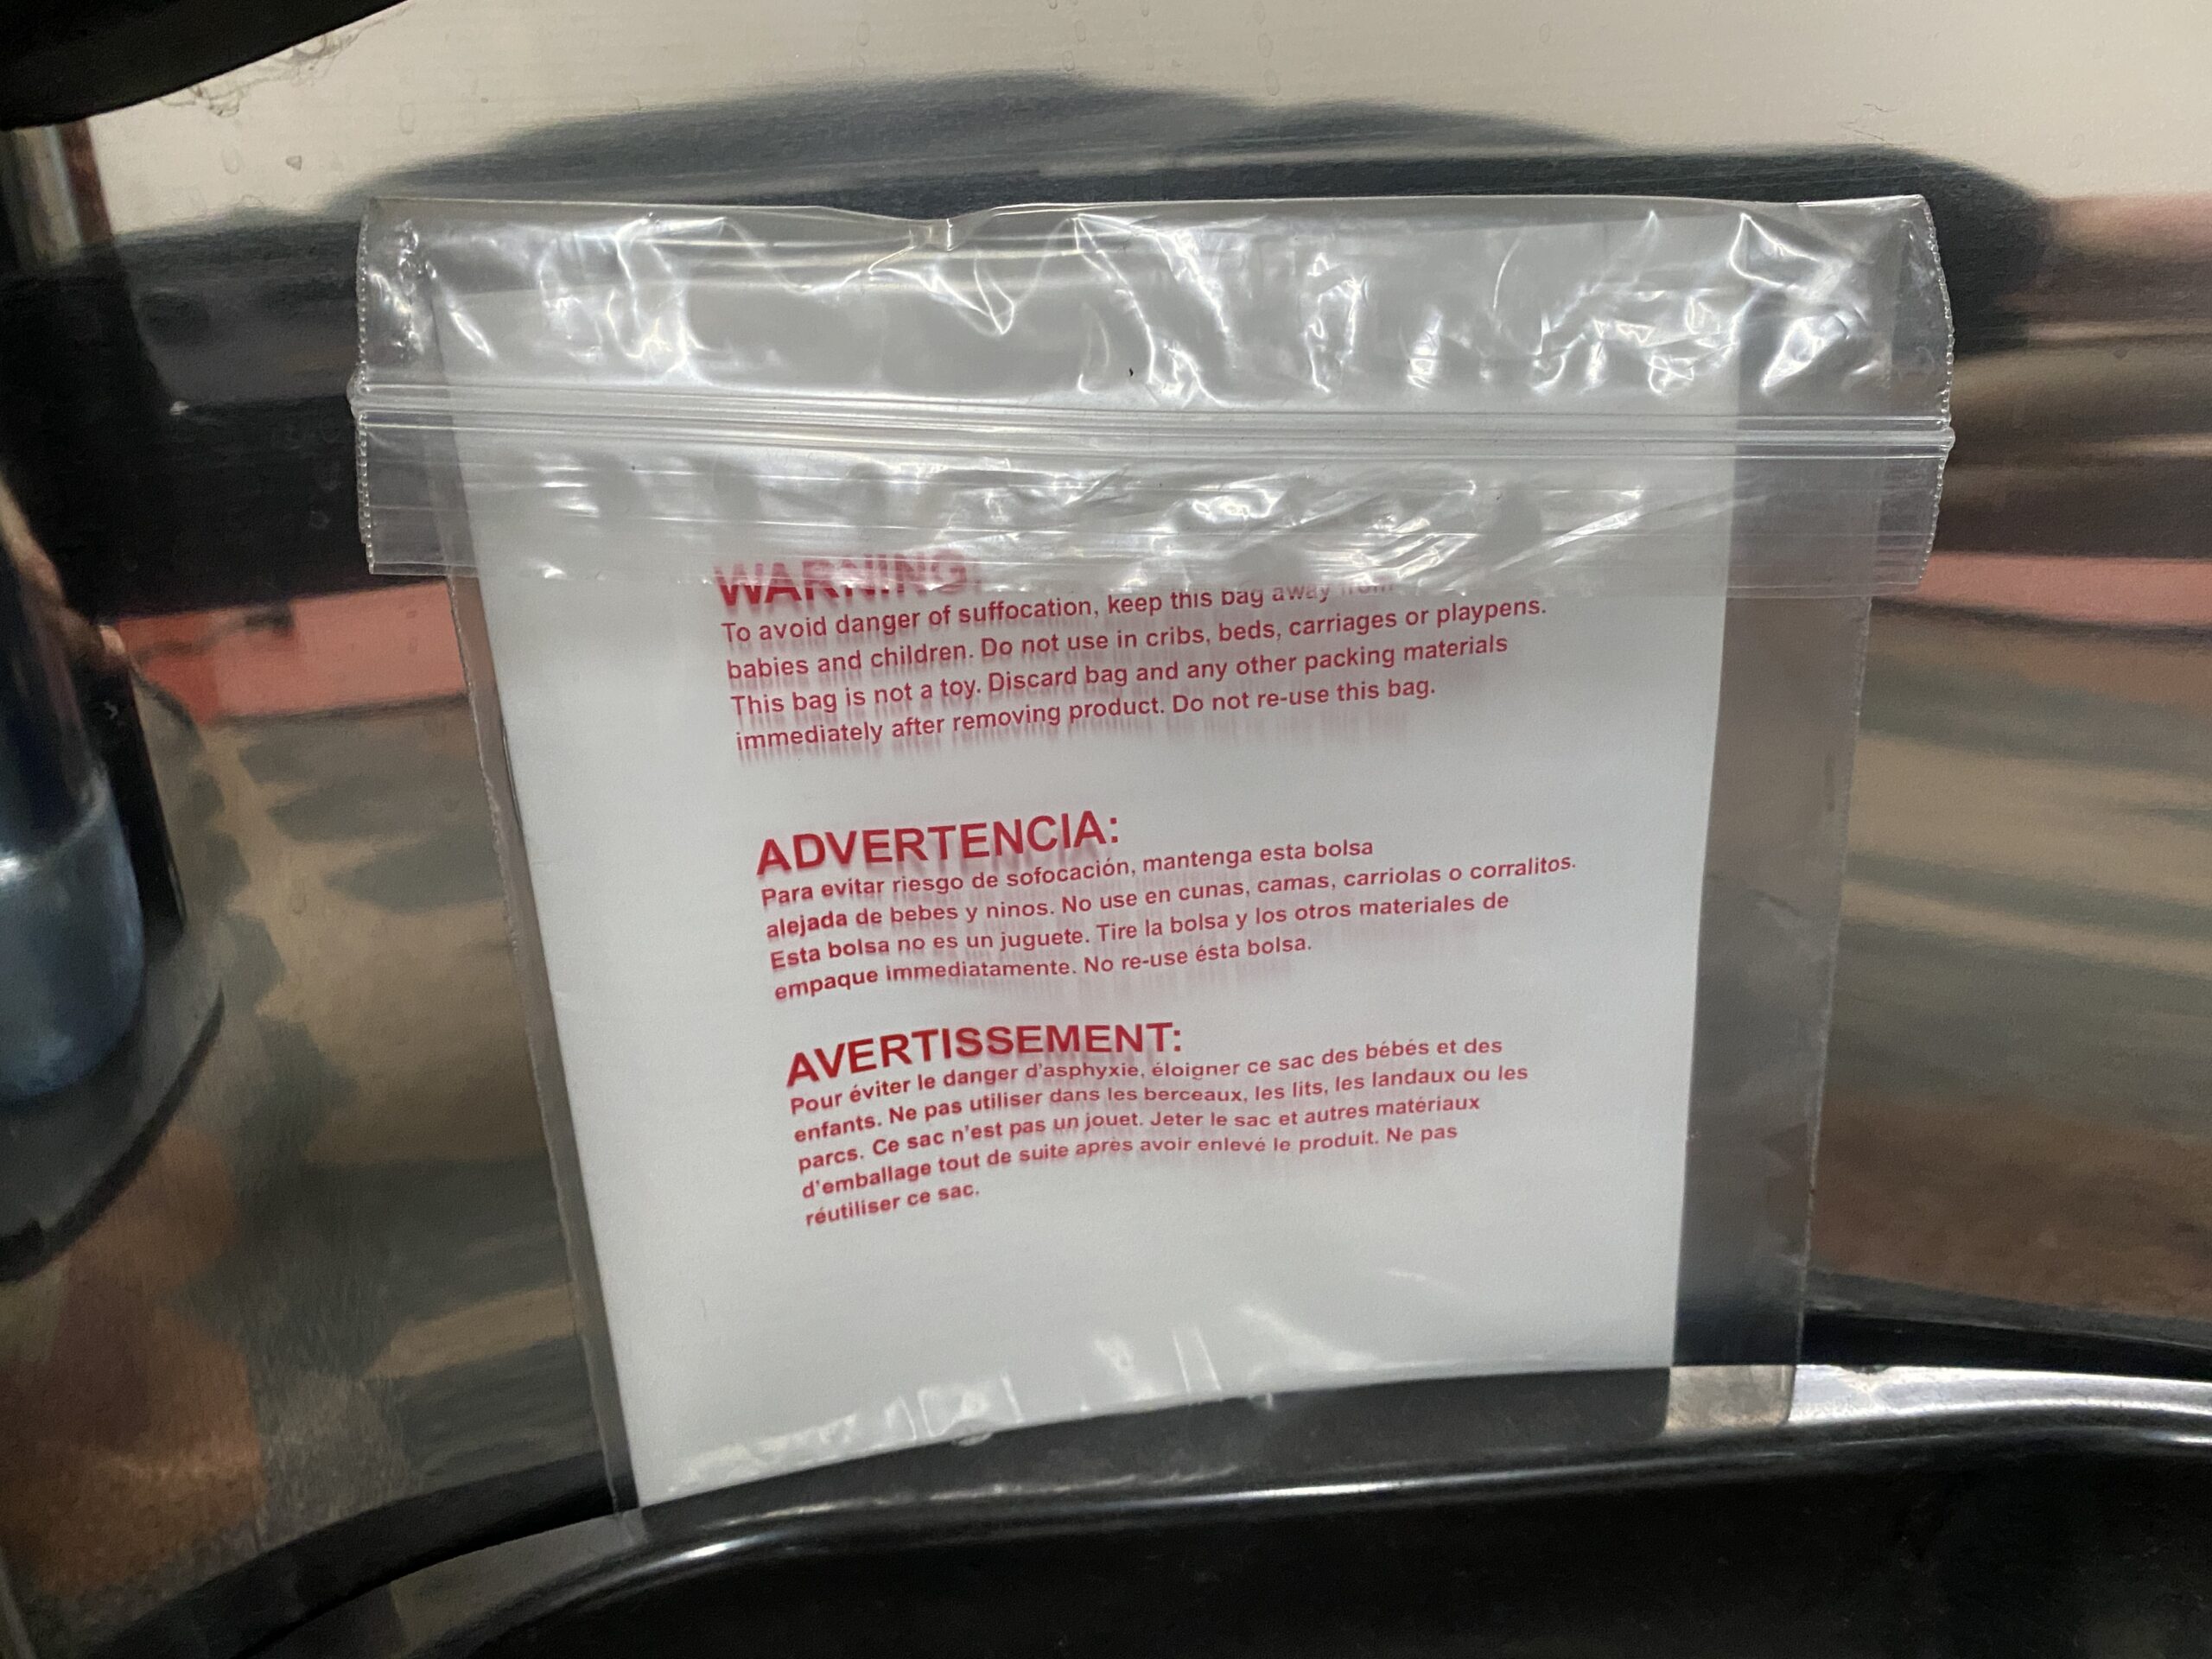 WARNING:
To avoid danger of suffocation, keep this bag away from
babies and children. Do not use in cribs, beds, carriages or playpens.
This bag is not a toy. Discard bag and any other packing materials
immediately after removing product. Do not re-use this bag.
ADVERTENCIA:
Para evitar riesgo de sofocación, mantenga esta bolsa
alejada de bebes y ninos. No use en cunas, camas, carriolas o corralitos.
Esta bolsa no es un juguete. Tire la bolsa y los otros materiales de
empaque immediatamente. No re-use ésta bolsa.
AVERTISSEMENT:
Pour éviter le danger d'asphyxie, éloigner ce sac des bébés et des
enfants. Ne pas utiliser dans les berceaux, les lits, les landaux ou les
parcs. Ce sac n'est pas un jouet. Jeter le sac et autres matériaux
d'emballage tout de suite après avoir enlevé le produit. Ne pas
réutiliser ce sac.